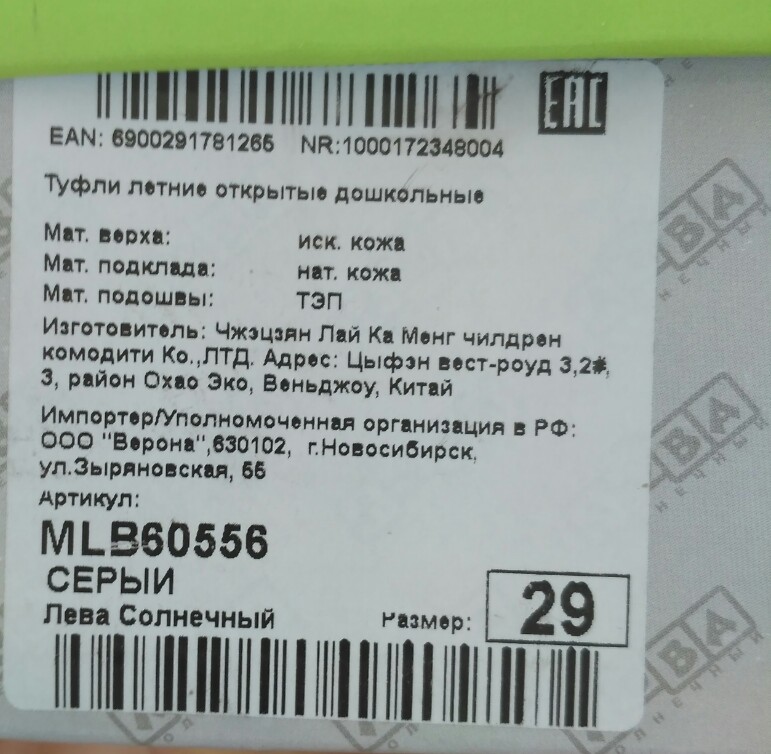 EAC
EAN: 6900291781265 NR:1000172348004
Туфли летние открытые дошкольные
Мат. верха: иск. кожа
Мат. подклада: нат. кожа
Мат. подошвы: ТЭП
Изготовитель: Чжэцзян Лай Ка Менг чилдрен
комодити Ко.,ЛТД. Адрес: Цыфэн вест-роуд 3,2#,
3, район Охао Эко, Веньджоу, Китай
Импортер/Уполномоченная организация в РФ:
ООО "Верона",630102, г.Новосибирск,
ул.Зыряновская, 55
Артикул:
MLB60556
СЕРЫЙ
Лева Солнечный Размер: 29